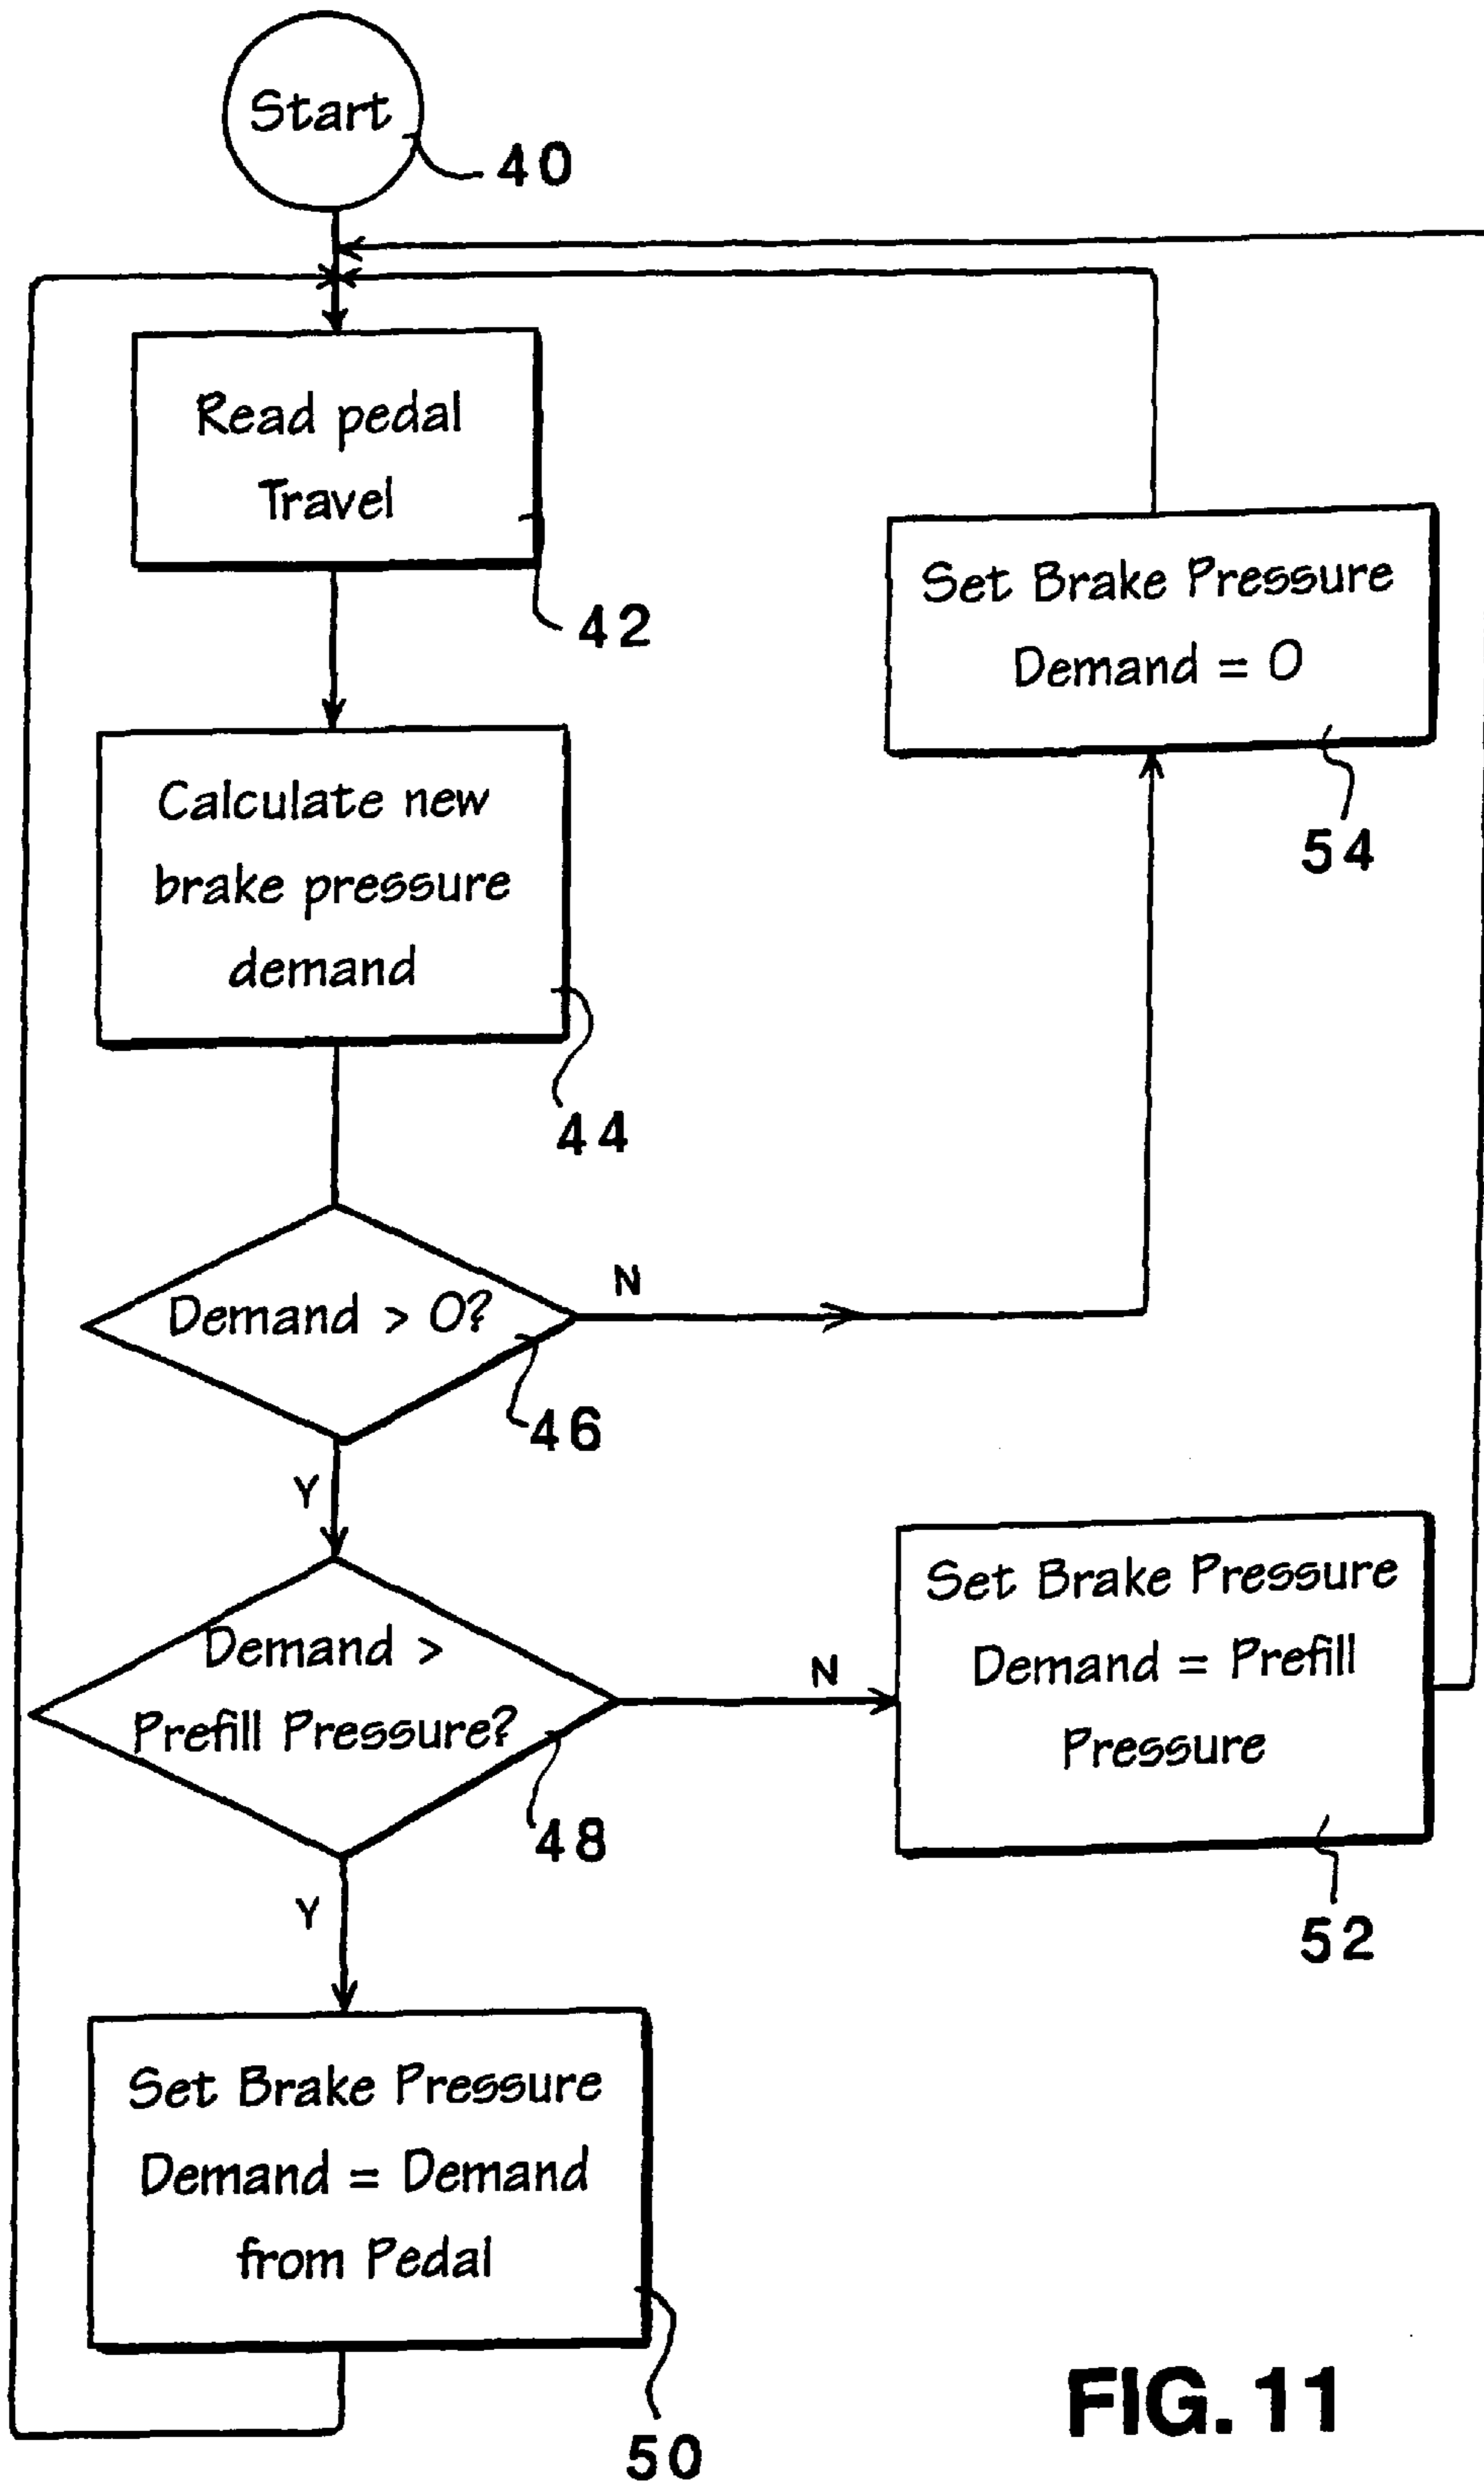 Start
40
Read pedal
Travel
42
Set Brake Pressure
Demand = 0
54
Calculate new
brake pressure
demand
44
Demand > 0?
N
46
Y
Demand >
Prefill Pressure?
N
48
Set Brake Pressure
Demand = Prefill
Pressure
52
Y
Set Brake Pressure
Demand = Demand
from Pedal
50
FIG. 11